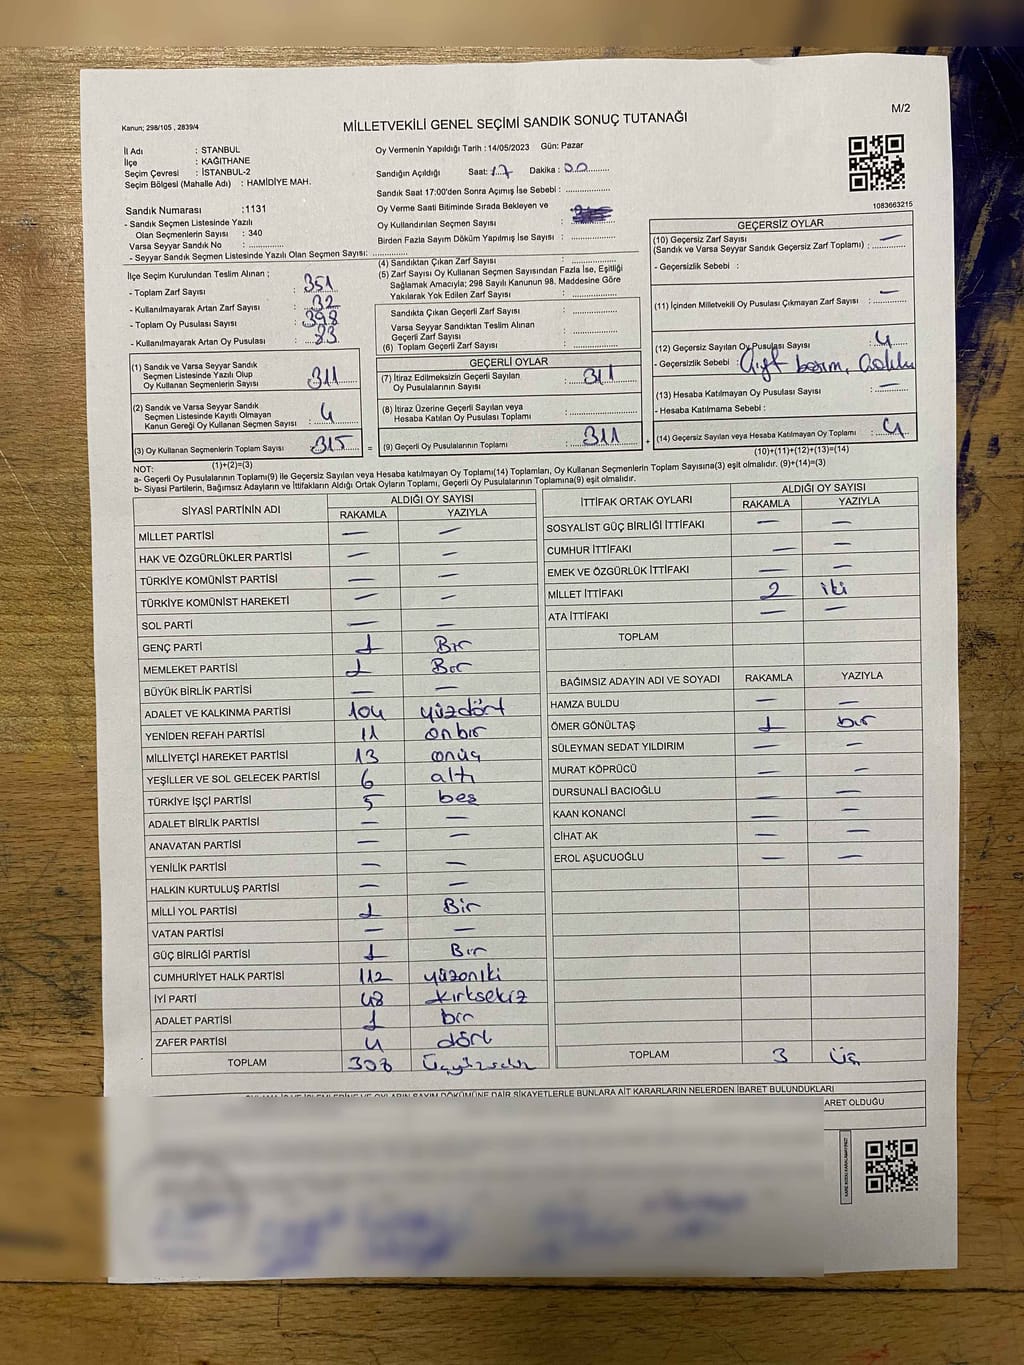 M/2
Kanun; 298/105 , 2839/4
MİLLETVEKİLİ GENEL SEÇİMİ SANDIK SONUÇ TUTANAĞI
İl Adı : STANBUL
İlçe : KAĞITHANE
Seçim Çevresi : İSTANBUL-2
Seçim Bölgesi (Mahalle Adı) : HAMİDİYE MAH.
Sandık Numarası :1131
- Sandık Seçmen Listesinde Yazılı
Olan Seçmenlerin Sayısı : 340
Varsa Seyyar Sandık No :
- Seyyar Sandık Seçmen Listesinde Yazılı Olan Seçmen Sayısı:
Oy Vermenin Yapıldığı Tarih : 14/05/2023 Gün: Pazar
Sandığın Açıldığı Saat: 17 Dakika : 00
Sandık Saat 17:00'den Sonra Açımış İse Sebebi :
Oy Verme Saati Bitiminde Sırada Bekleyen ve
Oy Kullandırılan Seçmen Sayısı :
Birden Fazla Sayım Döküm Yapılmış İse Sayısı :
1083663215
İlçe Seçim Kurulundan Teslim Alınan ;
- Toplam Zarf Sayısı : 351
- Kullanılmayarak Artan Zarf Sayısı : 32
- Toplam Oy Pusulası Sayısı : 398
- Kullanılmayarak Artan Oy Pusulası : 83
(1) Sandık ve Varsa Seyyar Sandık
Seçmen Listesinde Yazılı Olup
Oy Kullanan Seçmenlerin Sayısı : 311
(2) Sandık ve Varsa Seyyar Sandık
Seçmen Listesinde Kayıtlı Olmayan
Kanun Gereği Oy Kullanan Seçmen Sayısı : 4
(3) Oy Kullanan Seçmenlerin Toplam Sayısı : 315 =
(1)+(2)=(3)
(4) Sandıktan Çıkan Zarf Sayısı :
(5) Zarf Sayısı Oy Kullanan Seçmen Sayısından Fazla İse, Eşitliği
Sağlamak Amacıyla; 298 Sayılı Kanunun 98. Maddesine Göre
Yakılarak Yok Edilen Zarf Sayısı :
Sandıkta Çıkan Geçerli Zarf Sayısı :
Varsa Seyyar Sandıktan Teslim Alınan
Geçerli Zarf Sayısı :
(6) Toplam Geçerli Zarf Sayısı :
GEÇERLİ OYLAR
(7) İtiraz Edilmeksizin Geçerli Sayılan : 311
Oy Pusulalarının Sayısı
(8) İtiraz Üzerine Geçerli Sayılan veya
Hesaba Katılan Oy Pusulası Toplamı :
(9) Geçerli Oy Pusulalarının Toplamı : 311 +
GEÇERSİZ OYLAR
(10) Geçersiz Zarf Sayısı —
(Sandık ve Varsa Seyyar Sandık Geçersiz Zarf Toplamı) :
- Geçersizlik Sebebi :
(11) İçinden Milletvekili Oy Pusulası Çıkmayan Zarf Sayısı : —
(12) Geçersiz Sayılan Oy Pusulası Sayısı : 4
- Geçersizlik Sebebi : Çift basım,
(13) Hesaba Katılmayan Oy Pusulası Sayısı : —
- Hesaba Katılmama Sebebi :
(14) Geçersiz Sayılan veya Hesaba Katılmayan Oy Toplamı : 4
(10)+(11)+(12)+(13)=(14)
NOT:
a- Geçerli Oy Pusulalarının Toplamı(9) ile Geçersiz Sayılan veya Hesaba katılmayan Oy Toplamı(14) Toplamları, Oy Kullanan Seçmenlerin Toplam Sayısına(3) eşit olmalıdır. (9)+(14)=(3)
b- Siyasi Partilerin, Bağımsız Adayların ve İttifakların Aldığı Ortak Oyların Toplamı, Geçerli Oy Pusulalarının Toplamına(9) eşit olmalıdır.
SİYASİ PARTİNİN ADI ALDIĞI OY SAYISI
RAKAMLA YAZIYLA
MİLLET PARTİSİ — —
HAK VE ÖZGÜRLÜKLER PARTİSİ — —
TÜRKİYE KOMÜNİST PARTİSİ — —
TÜRKİYE KOMÜNİST HAREKETİ — —
SOL PARTİ — —
GENÇ PARTİ 1 Bir
MEMLEKET PARTİSİ 1 Bir
BÜYÜK BİRLİK PARTİSİ — —
ADALET VE KALKINMA PARTİSİ 104 yüzdört
YENİDEN REFAH PARTİSİ 11 onbir
MİLLİYETÇİ HAREKET PARTİSİ 13 onüç
YEŞİLLER VE SOL GELECEK PARTİSİ 6 altı
TÜRKİYE İŞÇİ PARTİSİ 5 beş
ADALET BİRLİK PARTİSİ — —
ANAVATAN PARTİSİ — —
YENİLİK PARTİSİ — —
HALKIN KURTULUŞ PARTİSİ — —
MİLLİ YOL PARTİSİ 1 Bir
VATAN PARTİSİ — —
GÜÇ BİRLİĞİ PARTİSİ 1 Bir
CUMHURİYET HALK PARTİSİ 112 yüzoniki
İYİ PARTİ 48 kırksekiz
ADALET PARTİSİ 1 bir
ZAFER PARTİSİ 4 dört
TOPLAM 308 Üçyüzsekiz
İTTİFAK ORTAK OYLARI ALDIĞI OY SAYISI
RAKAMLA YAZIYLA
SOSYALİST GÜÇ BİRLİĞİ İTTİFAKI — —
CUMHUR İTTİFAKI — —
EMEK VE ÖZGÜRLÜK İTTİFAKI — —
MİLLET İTTİFAKI 2 iki
ATA İTTİFAKI — —
TOPLAM
BAĞIMSIZ ADAYIN ADI VE SOYADI RAKAMLA YAZIYLA
HAMZA BULDU — —
ÖMER GÖNÜLTAŞ 1 bir
SÜLEYMAN SEDAT YILDIRIM — —
MURAT KÖPRÜCÜ — —
DURSUNALİ BACIOĞLU — —
KAAN KONANCİ — —
CİHAT AK — —
EROL AŞUCUOĞLU — —
TOPLAM 3 Üç
DÖKÜMÜNE DAİR ŞİKAYETLERLE BUNLARA AİT KARARLARIN NELERDEN İBARET BULUNDUKLARI
ARET OLDUĞU